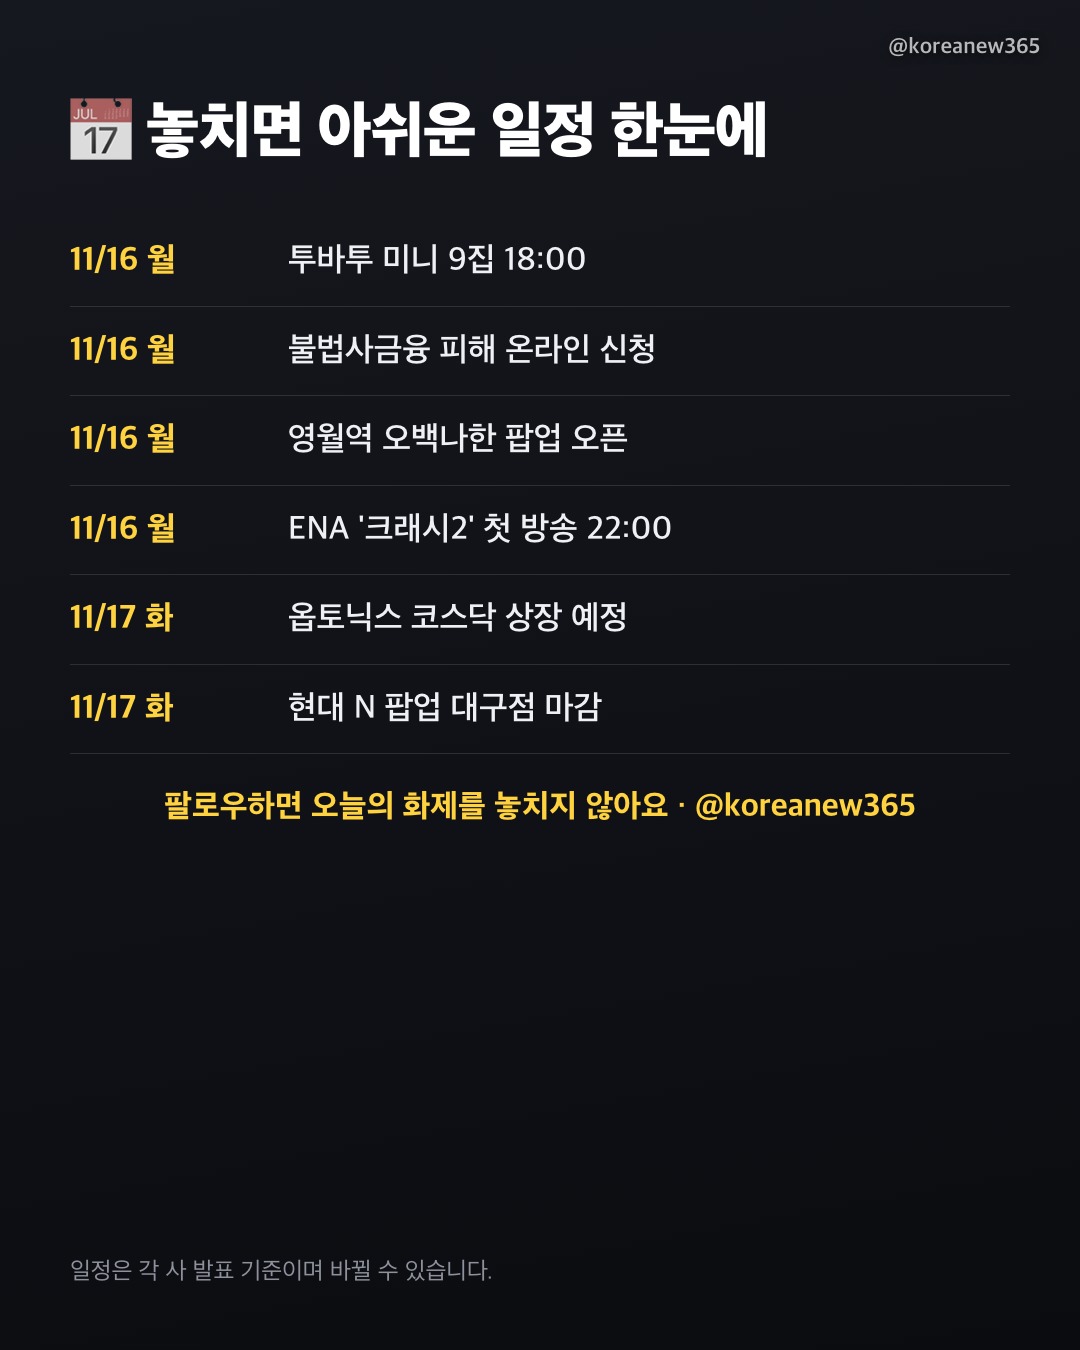 @koreanew365
JUL 17 놓치면 아쉬운 일정 한눈에
11/16 월 투바투 미니 9집 18:00
11/16 월 불법사금융 피해 온라인 신청
11/16 월 영월역 오백나한 팝업 오픈
11/16 월 ENA '크래시2' 첫 방송 22:00
11/17 화 옵토닉스 코스닥 상장 예정
11/17 화 현대 N 팝업 대구점 마감
팔로우하면 오늘의 화제를 놓치지 않아요 · @koreanew365
일정은 각 사 발표 기준이며 바뀔 수 있습니다.